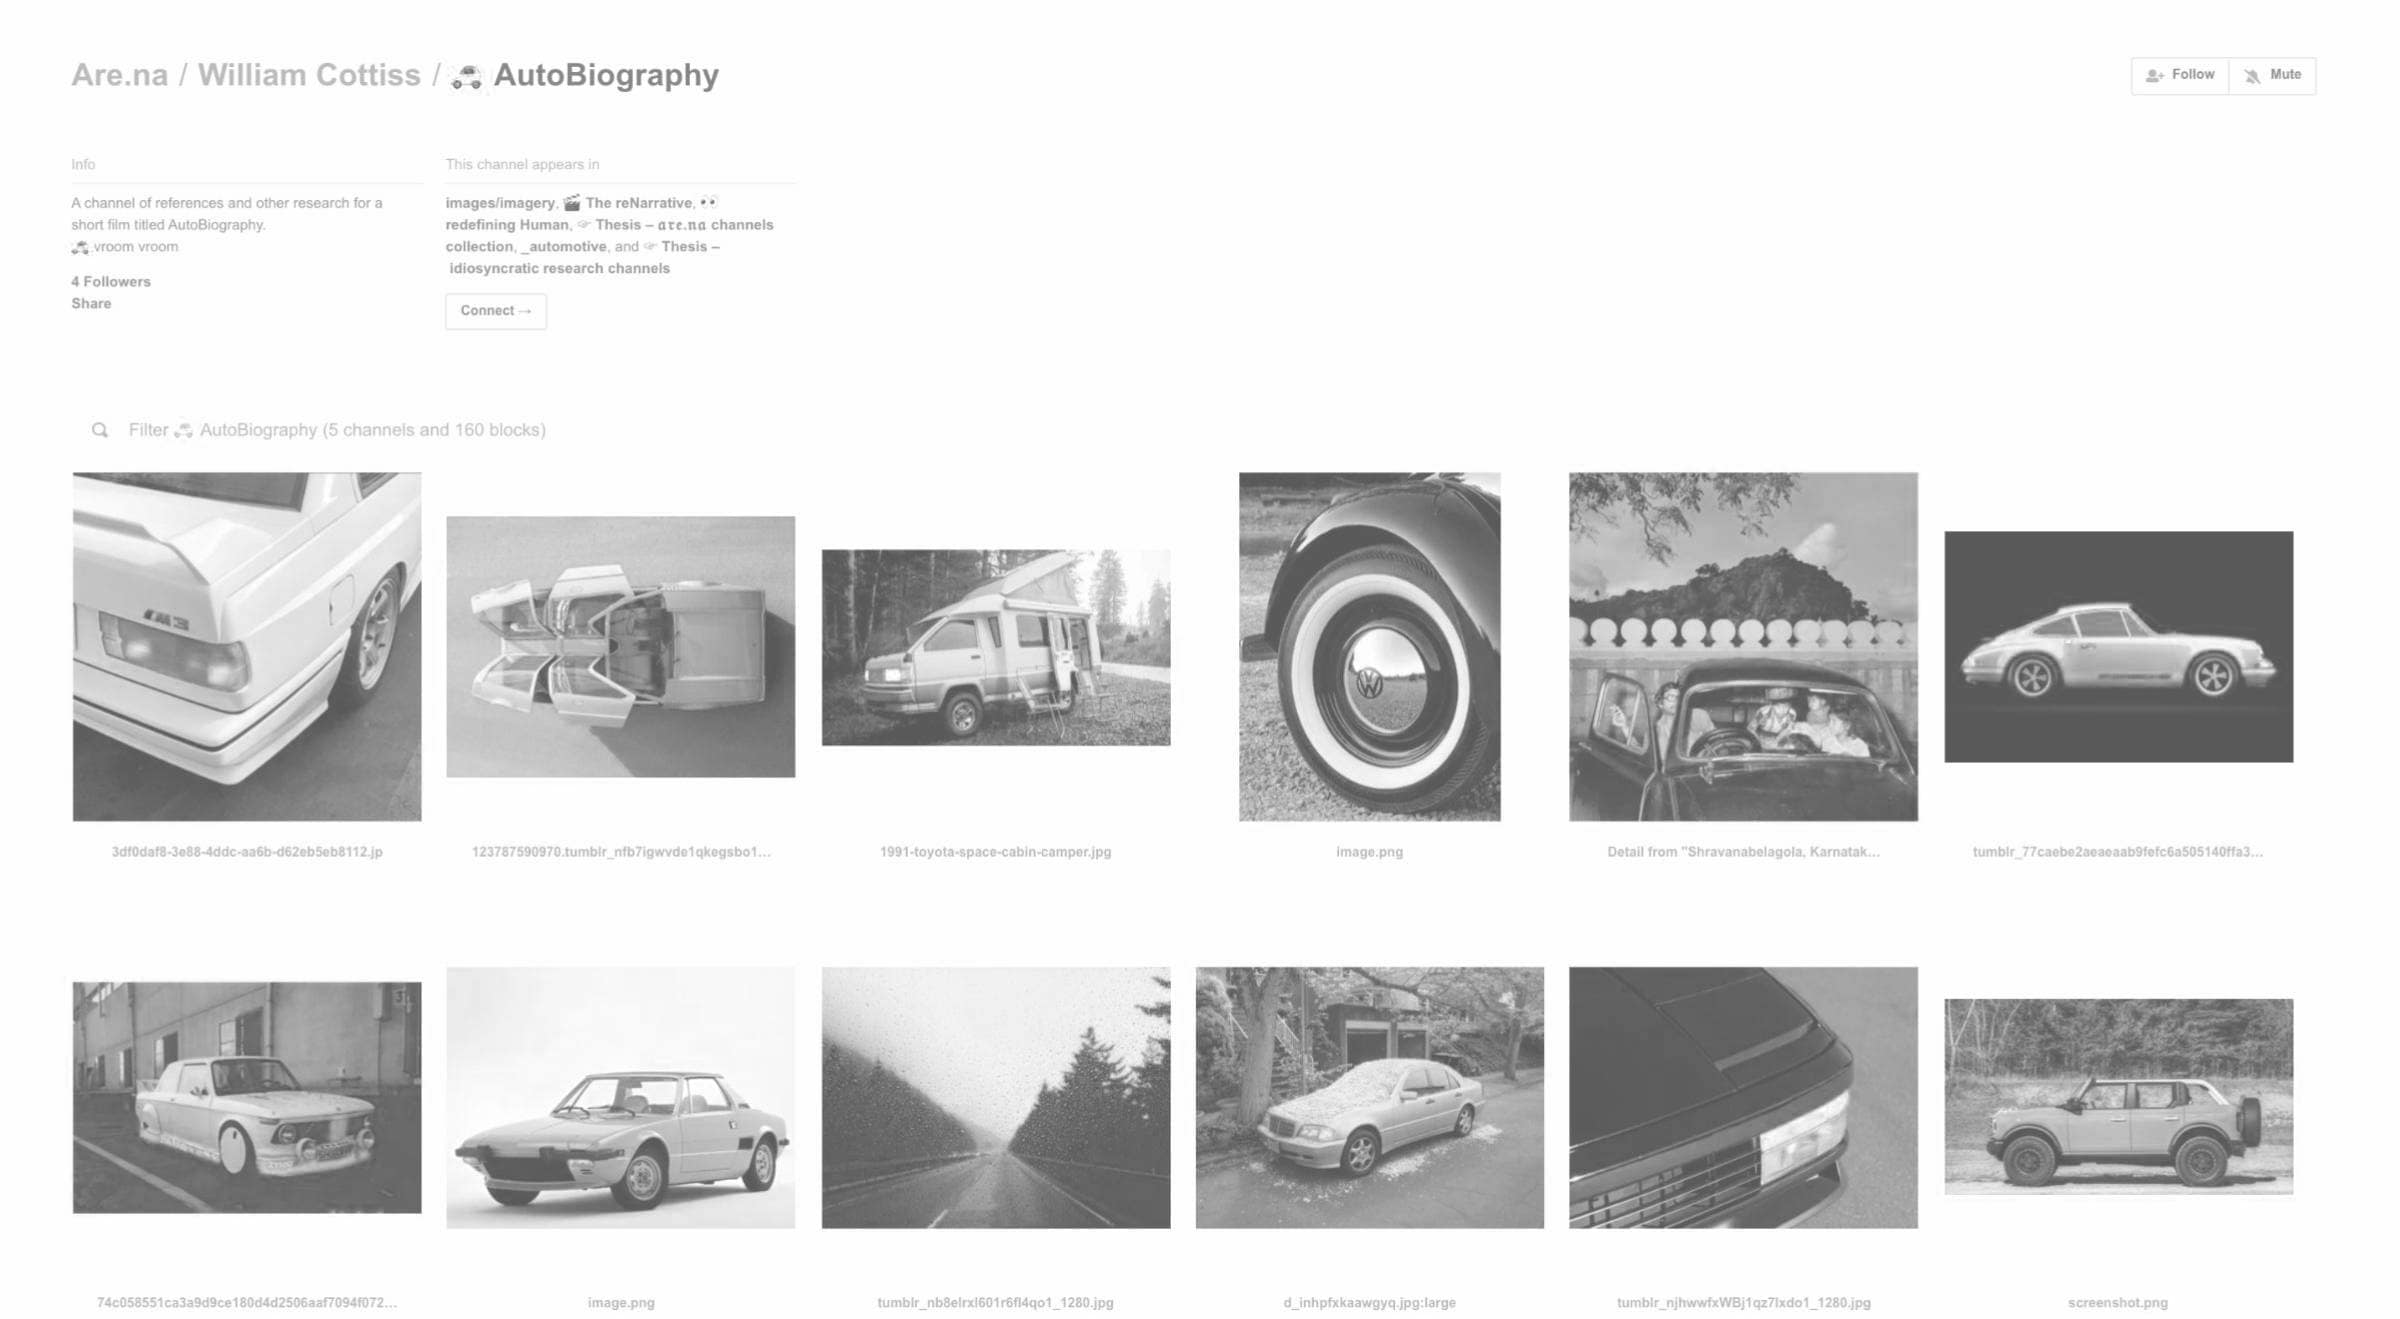 Are.na / William Cottiss / 🚗 AutoBiography
Follow
Mute
Info
A channel of references and other research for a
short film titled AutoBiography.
🚗 vroom vroom
4 Followers
Share
This channel appears in
images/imagery, 🎬 The reNarrative, 👀
redefining Human, ☞ Thesis – 𝖆𝖗𝖊.𝖓𝖆 channels
collection, _automotive, and ☞ Thesis –
idiosyncratic research channels
Connect →
Filter 🚗 AutoBiography (5 channels and 160 blocks)
M3
3df0daf8-3e88-4ddc-aa6b-d62eb5eb8112.jp
123787590970.tumblr_nfb7igwvde1qkegsbo1...
1991-toyota-space-cabin-camper.jpg
image.png
Detail from "Shravanabelagola, Karnatak...
tumblr_77caebe2aeaeaab9fefc6a505140ffa3...
74c058551ca3a9d9ce180d4d2506aaf7094f072...
image.png
tumblr_nb8elrxl601r6fl4qo1_1280.jpg
d_inhpfxkaawgyq.jpg:large
tumblr_njhwwfxWBj1qz7lxdo1_1280.jpg
screenshot.png